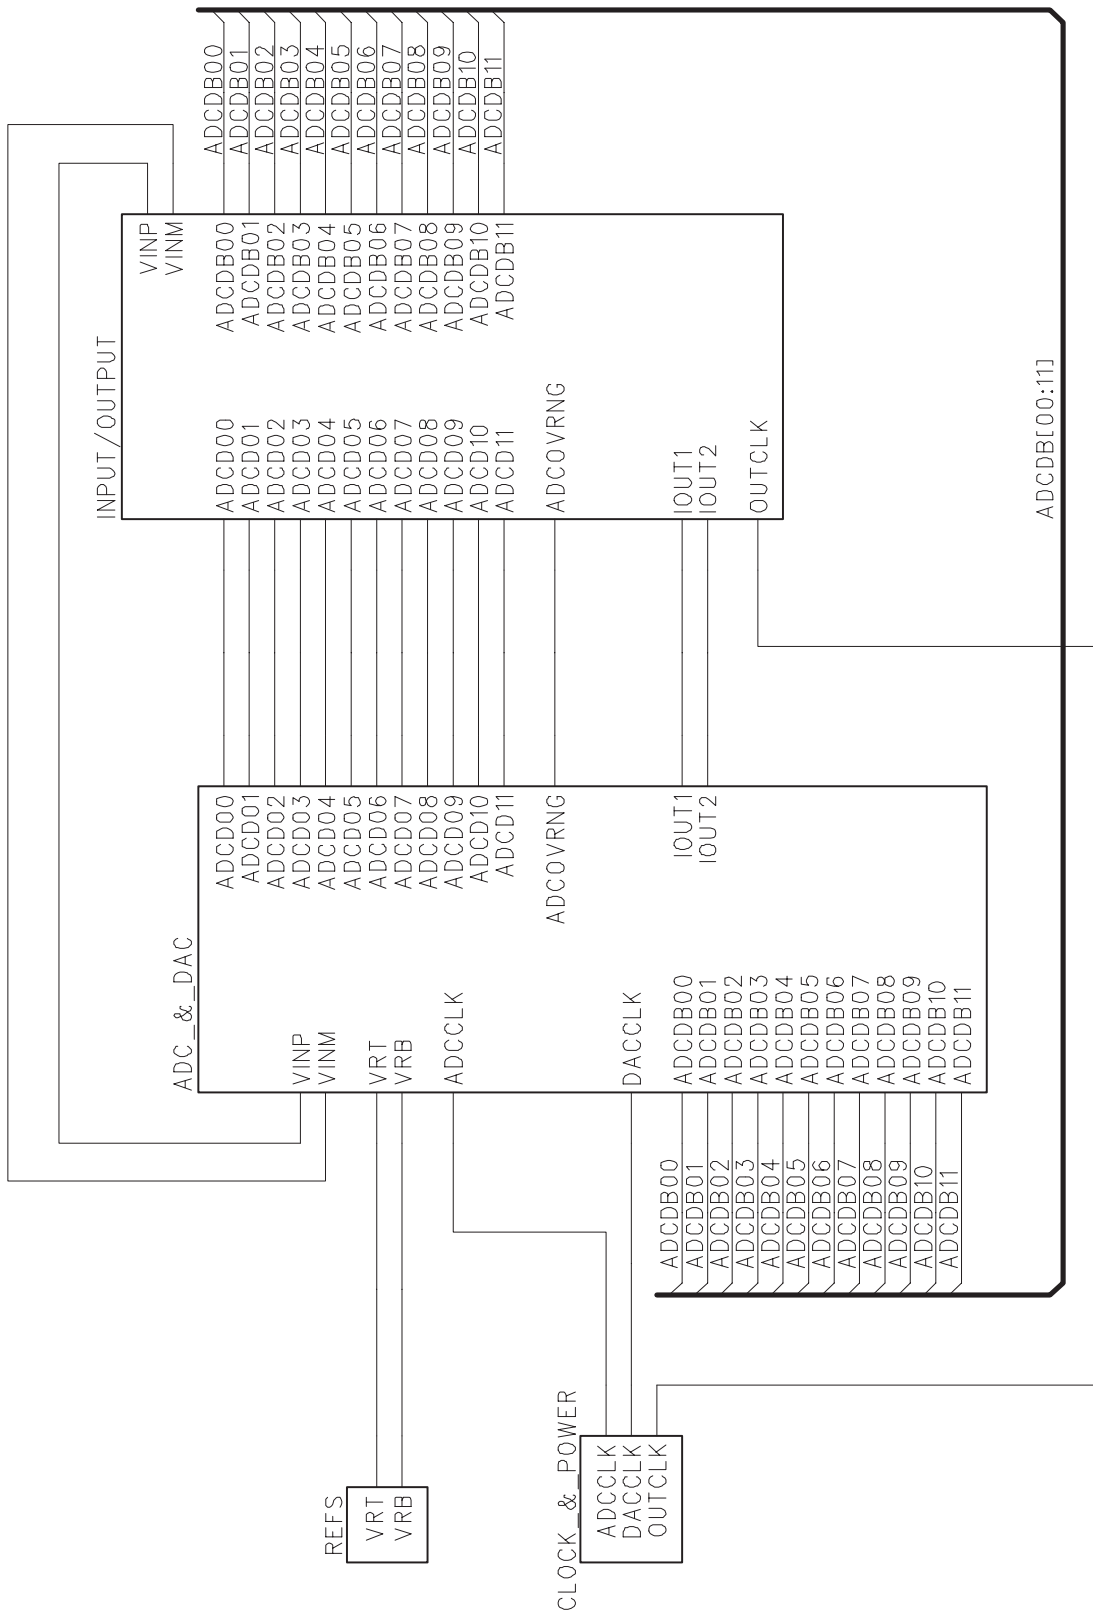 REFS
VRT
VRB
CLOCK_&_POWER
ADCCLK
DACCLK
OUTCLK
ADC_&_DAC
VINP
VINM
VRT
VRB
ADCCLK
DACCLK
ADCDB00
ADCDB01
ADCDB02
ADCDB03
ADCDB04
ADCDB05
ADCDB06
ADCDB07
ADCDB08
ADCDB09
ADCDB10
ADCDB11
ADCDB00
ADCDB01
ADCDB02
ADCDB03
ADCDB04
ADCDB05
ADCDB06
ADCDB07
ADCDB08
ADCDB09
ADCDB10
ADCDB11
ADCD00
ADCD01
ADCD02
ADCD03
ADCD04
ADCD05
ADCD06
ADCD07
ADCD08
ADCD09
ADCD10
ADCD11
ADCOVRNG
IOUT1
IOUT2
INPUT/OUTPUT
ADCD00
ADCD01
ADCD02
ADCD03
ADCD04
ADCD05
ADCD06
ADCD07
ADCD08
ADCD09
ADCD10
ADCD11
ADCOVRNG
IOUT1
IOUT2
OUTCLK
VINP
VINM
ADCDB00
ADCDB01
ADCDB02
ADCDB03
ADCDB04
ADCDB05
ADCDB06
ADCDB07
ADCDB08
ADCDB09
ADCDB10
ADCDB11
ADCDB00
ADCDB01
ADCDB02
ADCDB03
ADCDB04
ADCDB05
ADCDB06
ADCDB07
ADCDB08
ADCDB09
ADCDB10
ADCDB11
ADCDB[00:11]